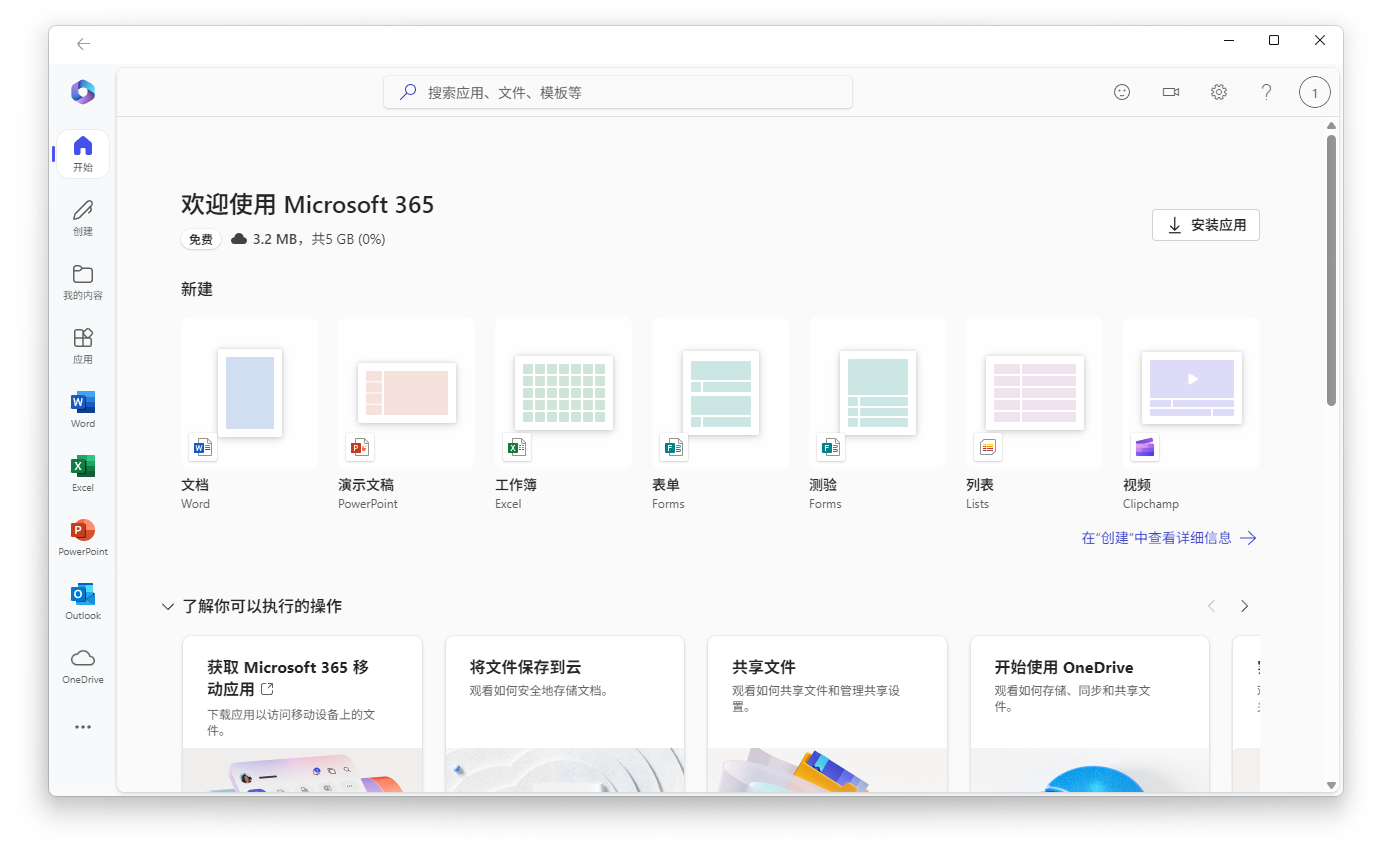 搜索应用、文件、模板等
1
开始
创建
我的内容
应用
Word
Excel
PowerPoint
Outlook
OneDrive
欢迎使用 Microsoft 365
免费
3.2 MB，共5 GB (0%)
安装应用
新建
文档
Word
演示文稿
PowerPoint
工作簿
Excel
表单
Forms
测验
Forms
列表
Lists
视频
Clipchamp
在“创建”中查看详细信息
了解你可以执行的操作
获取 Microsoft 365 移
动应用
下载应用以访问移动设备上的文
件。
将文件保存到云
观看如何安全地存储文档。
共享文件
观看如何共享文件和管理共享设
置。
开始使用 OneDrive
观看如何存储、同步和共享文
件。